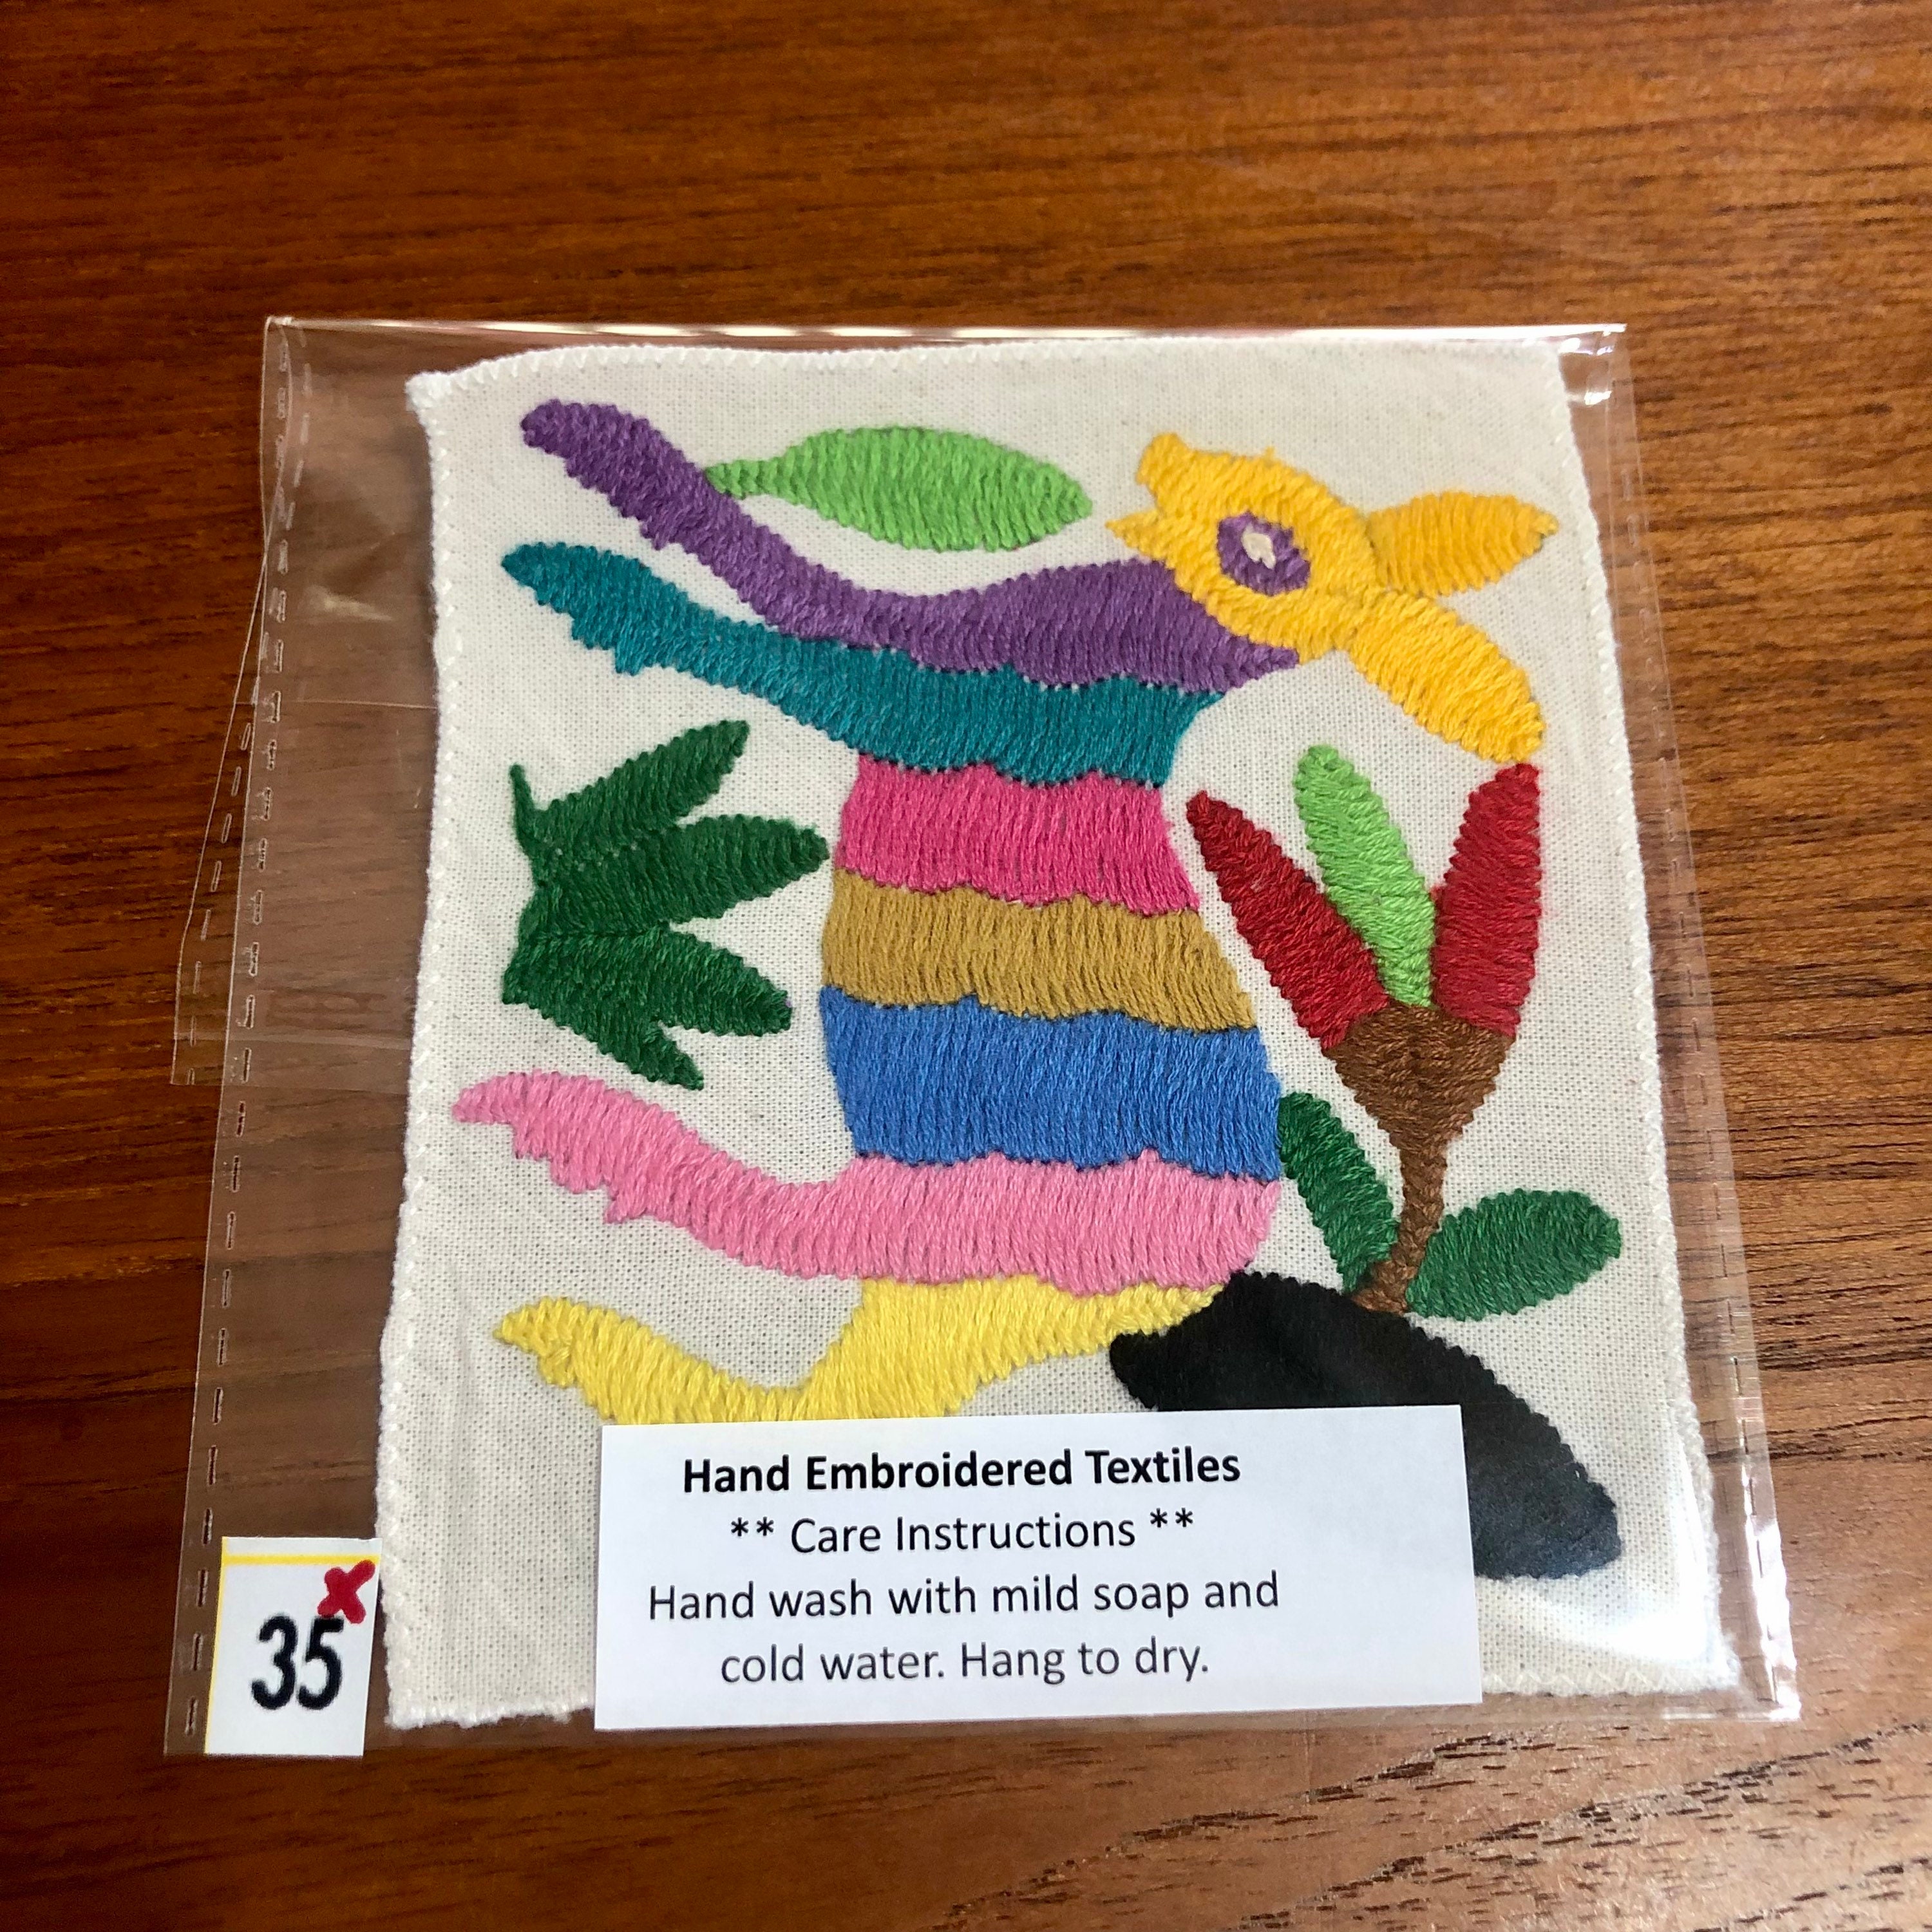 Hand Embroidered Textiles
** Care Instructions **
Hand wash with mild soap and
cold water. Hang to dry.
35